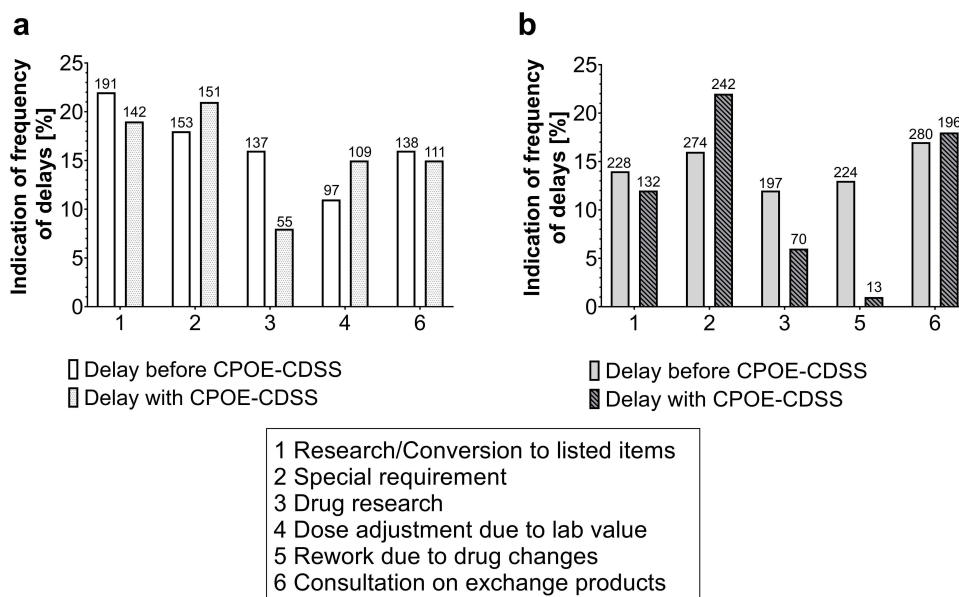 a
Indication of frequency
of delays [%]
25
20
15
10
5
0
191
142
153
151
137
55
97
109
138
111
1 2 3 4 6
Delay before CPOE-CDSS
Delay with CPOE-CDSS
b
Indication of frequency
of delays [%]
25
20
15
10
5
0
228
132
274
242
197
70
224
13
280
196
1 2 3 5 6
Delay before CPOE-CDSS
Delay with CPOE-CDSS
1 Research/Conversion to listed items
2 Special requirement
3 Drug research
4 Dose adjustment due to lab value
5 Rework due to drug changes
6 Consultation on exchange products